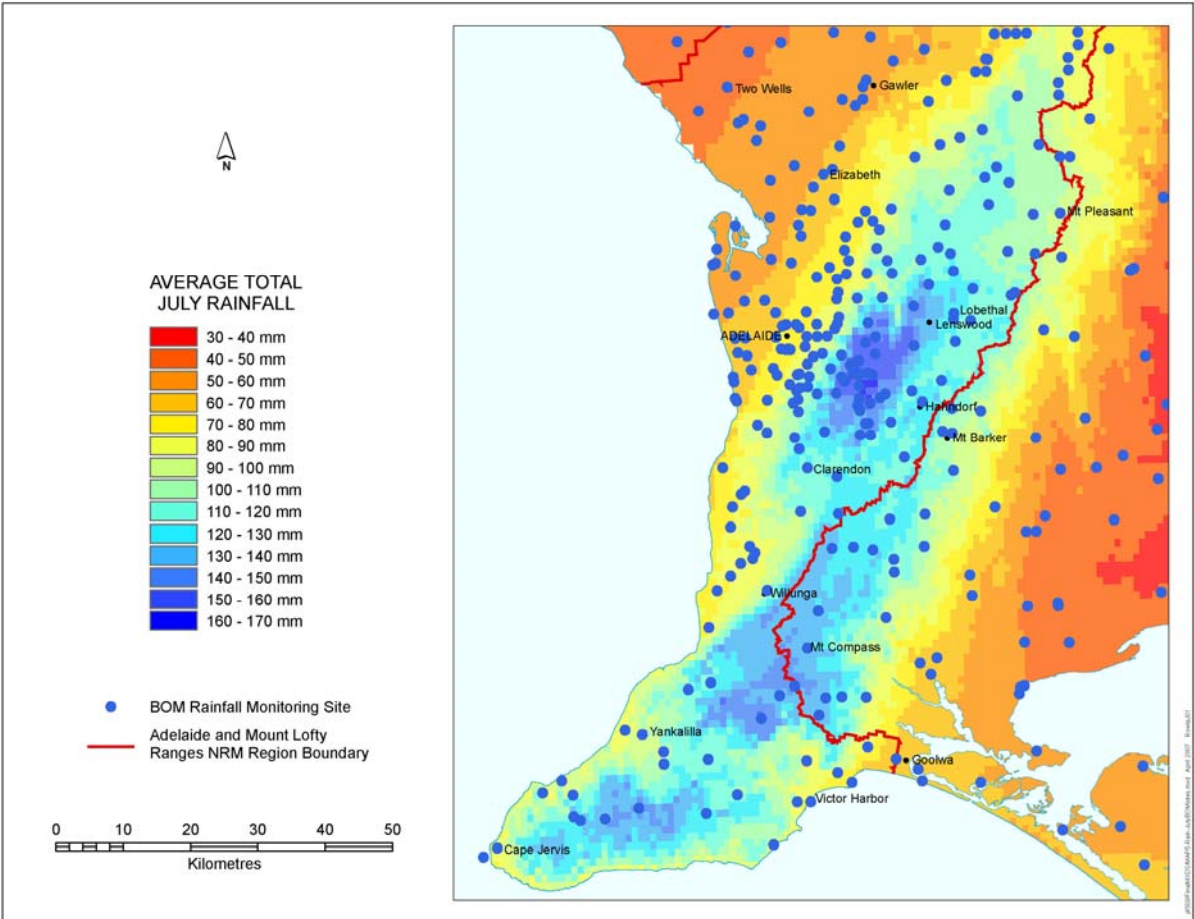 N
AVERAGE TOTAL
JULY RAINFALL
30 - 40 mm
40 - 50 mm
50 - 60 mm
60 - 70 mm
70 - 80 mm
80 - 90 mm
90 - 100 mm
100 - 110 mm
110 - 120 mm
120 - 130 mm
130 - 140 mm
140 - 150 mm
150 - 160 mm
160 - 170 mm
BOM Rainfall Monitoring Site
Adelaide and Mount Lofty
Ranges NRM Region Boundary
0 10 20 30 40 50
Kilometres
Two Wells
Gawler
Elizabeth
Mt Pleasant
Lobethal
Lenswood
ADELAIDE
Hahndorf
Mt Barker
Clarendon
Willunga
Mt Compass
Yankalilla
Goolwa
Victor Harbor
Cape Jervis